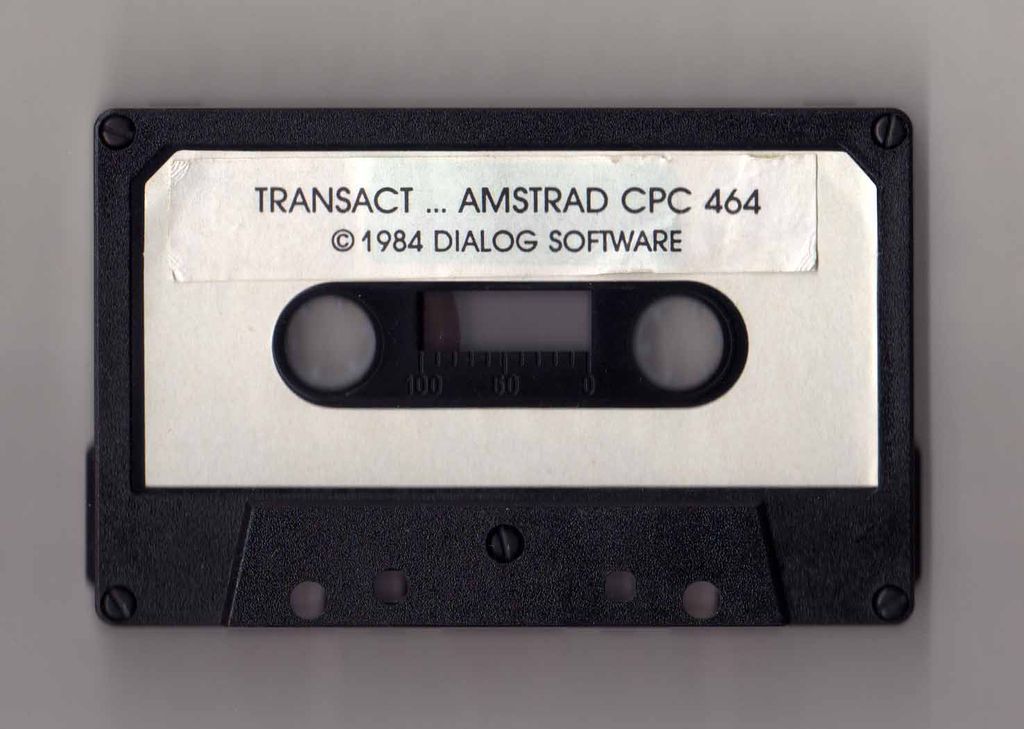 TRANSACT ... AMSTRAD CPC 464
© 1984 DIALOG SOFTWARE
100 50 0